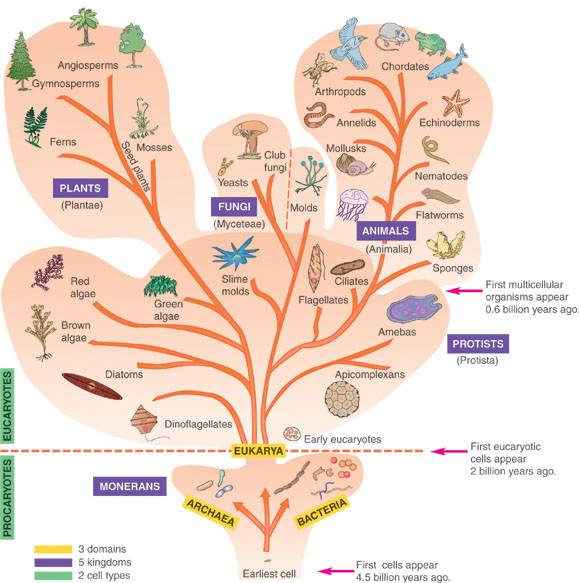 Angiosperms
Gymnosperms
Ferns
Mosses
Seed plants
PLANTS
(Plantae)
Club
fungi
Yeasts
Molds
FUNGI
(Myceteae)
Chordates
Arthropods
Annelids
Echinoderms
Mollusks
Nematodes
Flatworms
ANIMALS
(Animalia)
Sponges
First multicellular
organisms appear
0.6 billion years ago.
Slime
molds
Flagellates
Ciliates
Red
algae
Green
algae
Brown
algae
Amebas
PROTISTS
(Protista)
Diatoms
Apicomplexans
Dinoflagellates
Early eucaryotes
EUCARYOTES
EUKARYA
First eucaryotic
cells appear
2 billion years ago.
PROCARYOTES
MONERANS
ARCHAEA
BACTERIA
3 domains
5 kingdoms
2 cell types
Earliest cell
First cells appear
4.5 billion years ago.